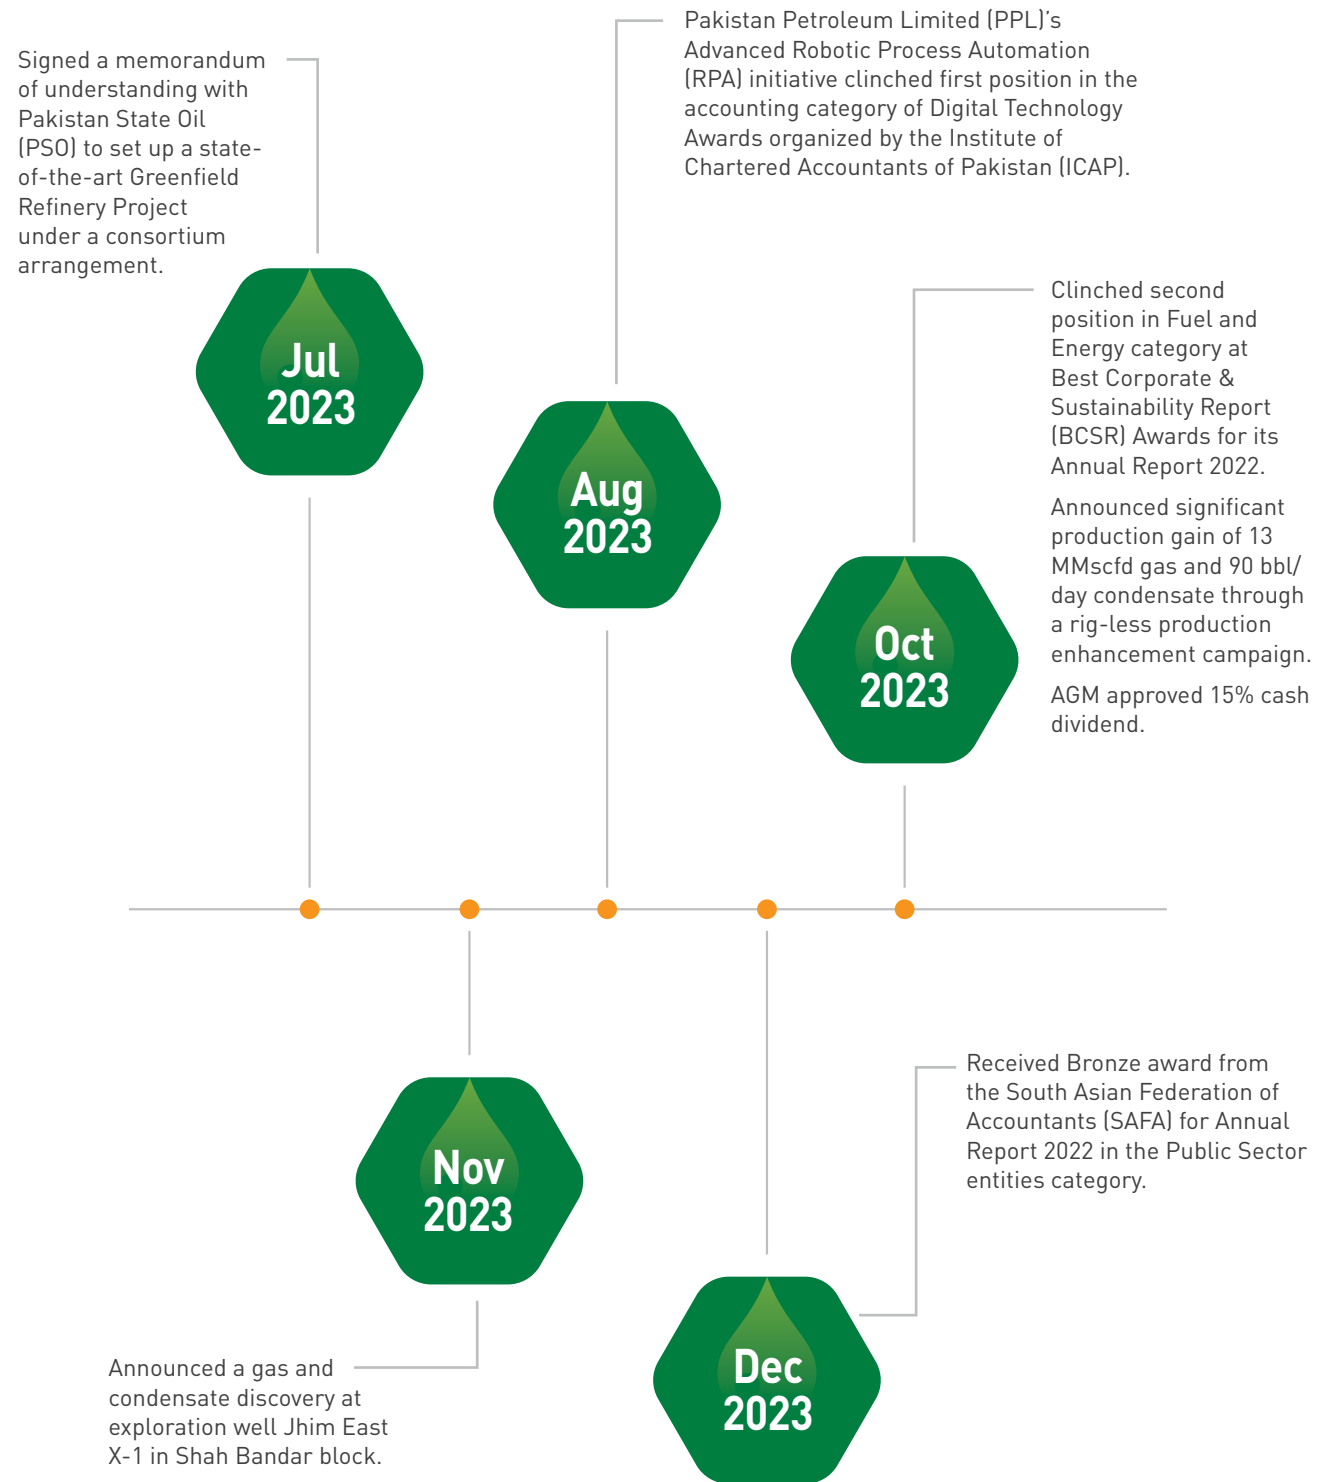 Signed a memorandum
of understanding with
Pakistan State Oil
(PSO) to set up a state-
of-the-art Greenfield
Refinery Project
under a consortium
arrangement.
Jul
2023
Pakistan Petroleum Limited (PPL)’s
Advanced Robotic Process Automation
(RPA) initiative clinched first position in the
accounting category of Digital Technology
Awards organized by the Institute of
Chartered Accountants of Pakistan (ICAP).
Aug
2023
Clinched second
position in Fuel and
Energy category at
Best Corporate &
Sustainability Report
(BCSR) Awards for its
Annual Report 2022.
Announced significant
production gain of 13
MMscfd gas and 90 bbl/
day condensate through
a rig-less production
enhancement campaign.
AGM approved 15% cash
dividend.
Oct
2023
Nov
2023
Announced a gas and
condensate discovery at
exploration well Jhim East
X-1 in Shah Bandar block.
Received Bronze award from
the South Asian Federation of
Accountants (SAFA) for Annual
Report 2022 in the Public Sector
entities category.
Dec
2023